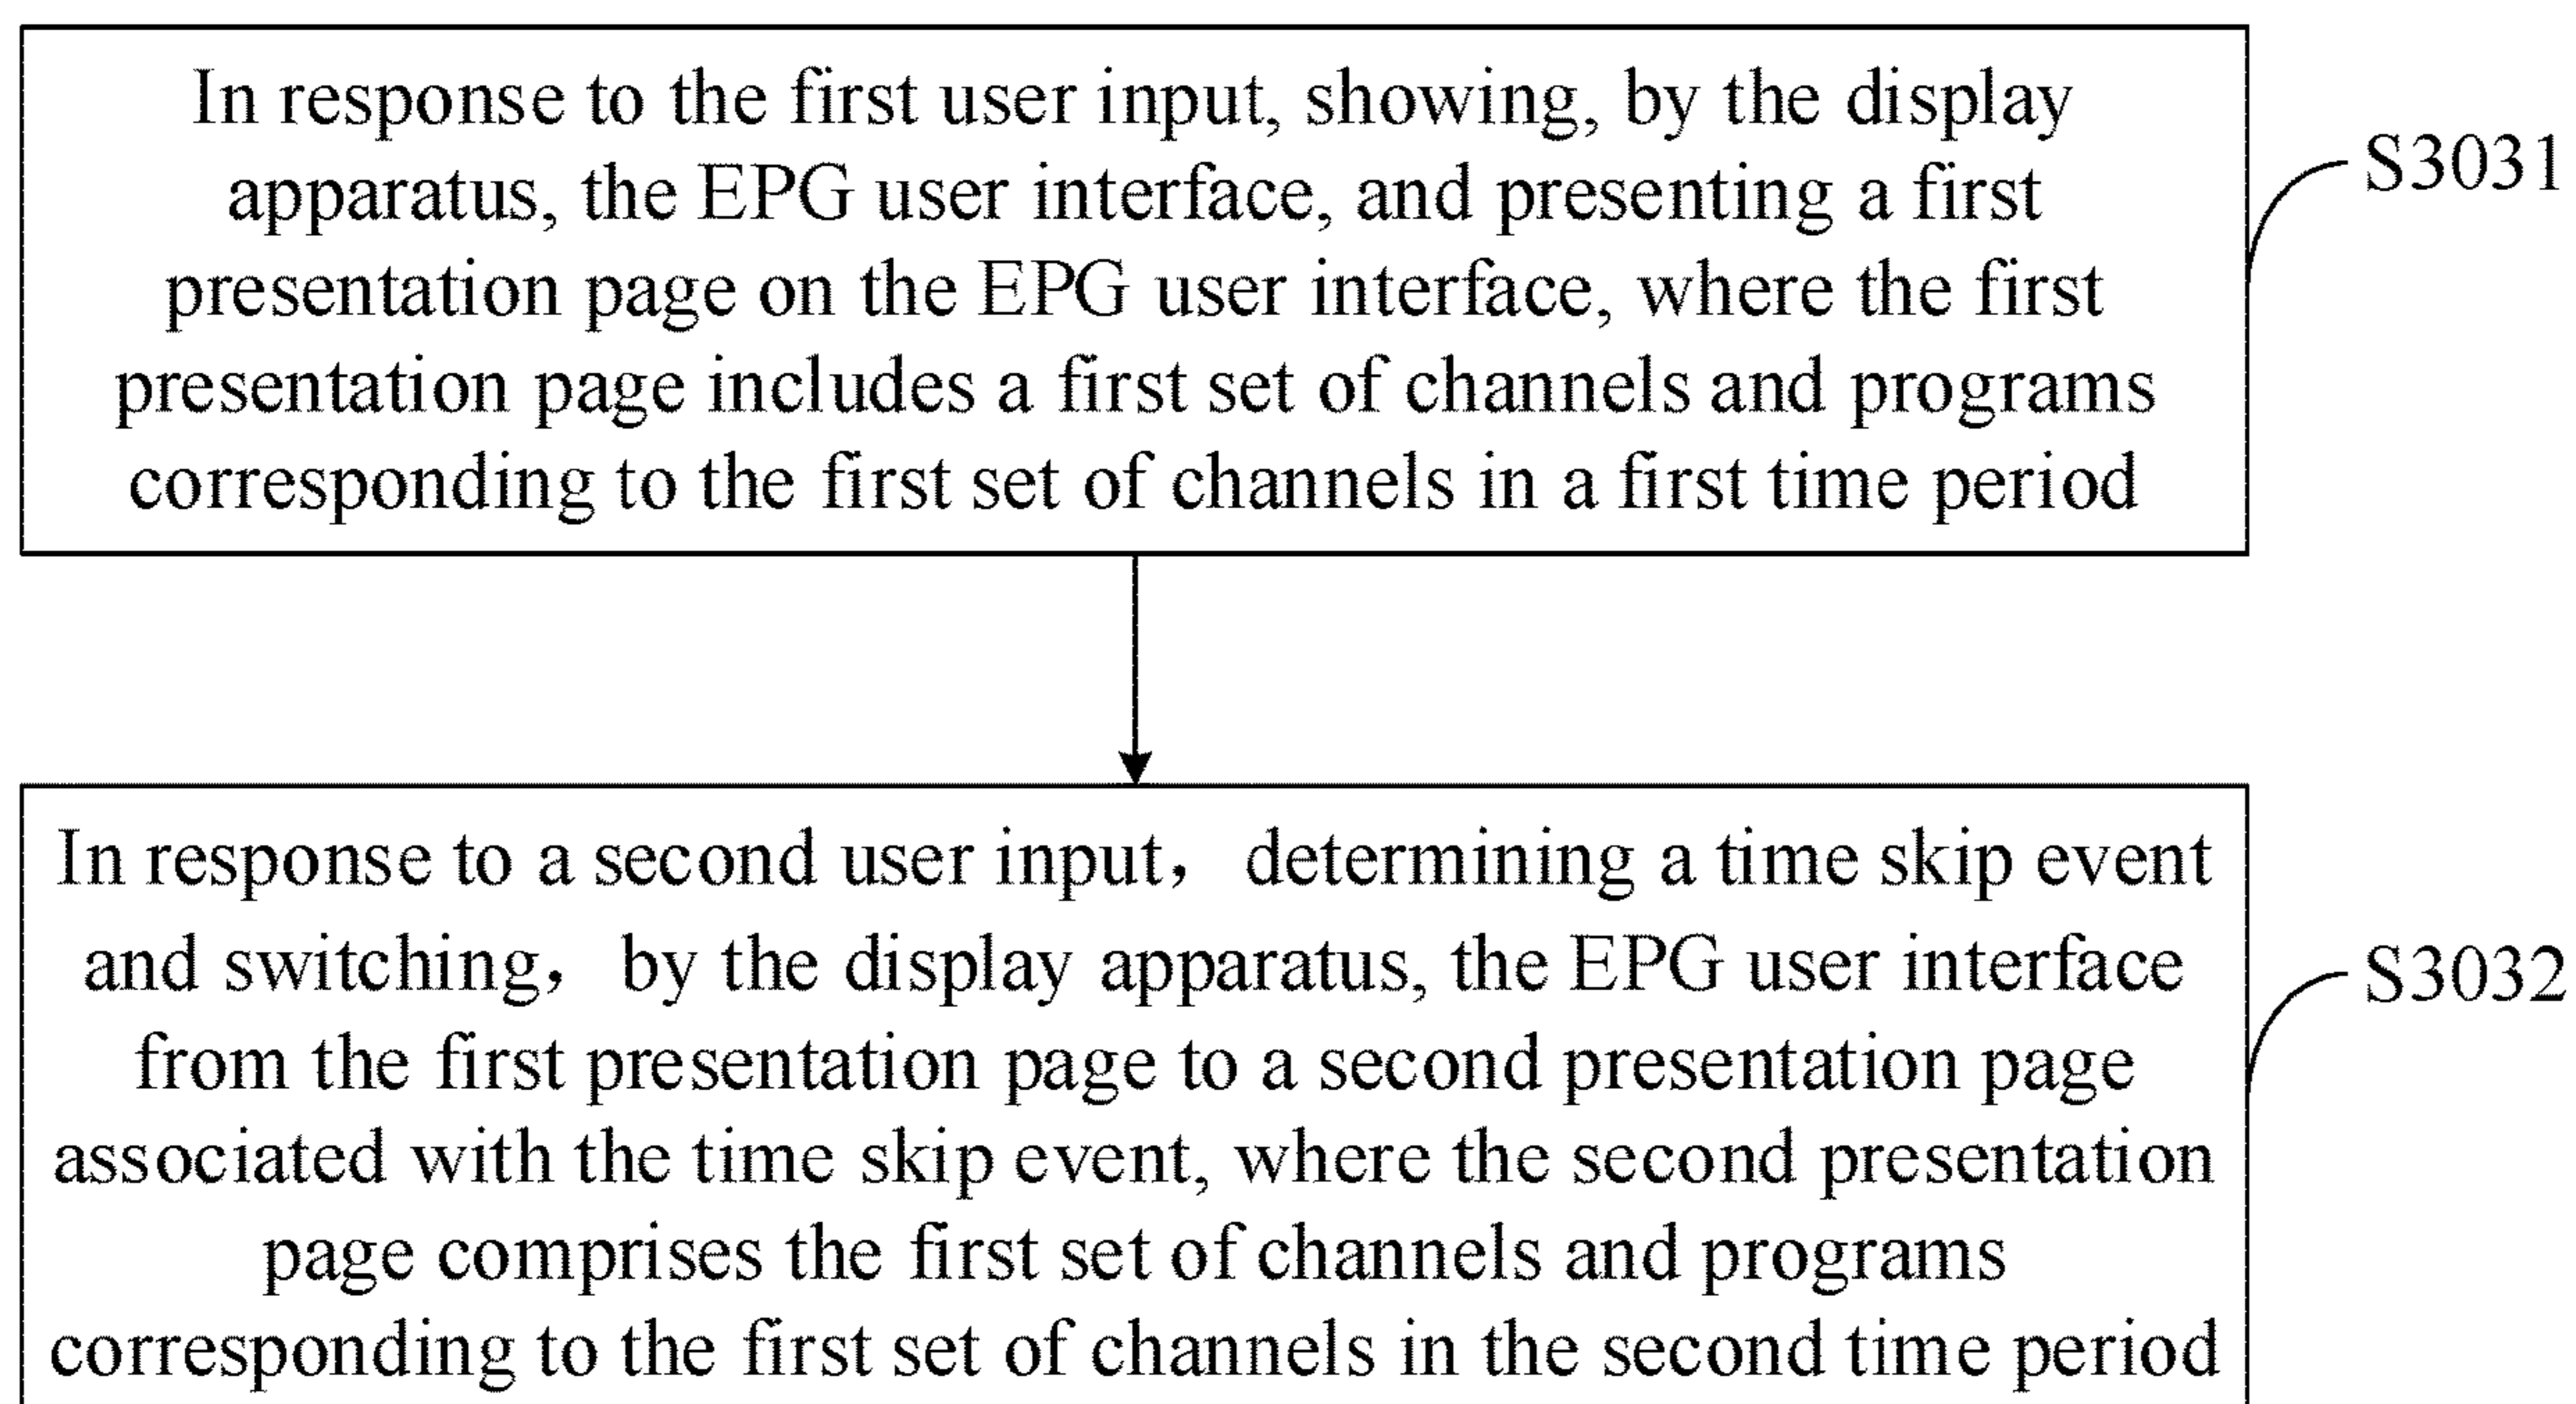 In response to the first user input, showing, by the display
apparatus, the EPG user interface, and presenting a first
presentation page on the EPG user interface, where the first
presentation page includes a first set of channels and programs
corresponding to the first set of channels in a first time period
S3031
In response to a second user input， determining a time skip event
and switching， by the display apparatus, the EPG user interface
from the first presentation page to a second presentation page
associated with the time skip event, where the second presentation
page comprises the first set of channels and programs
corresponding to the first set of channels in the second time period
S3032